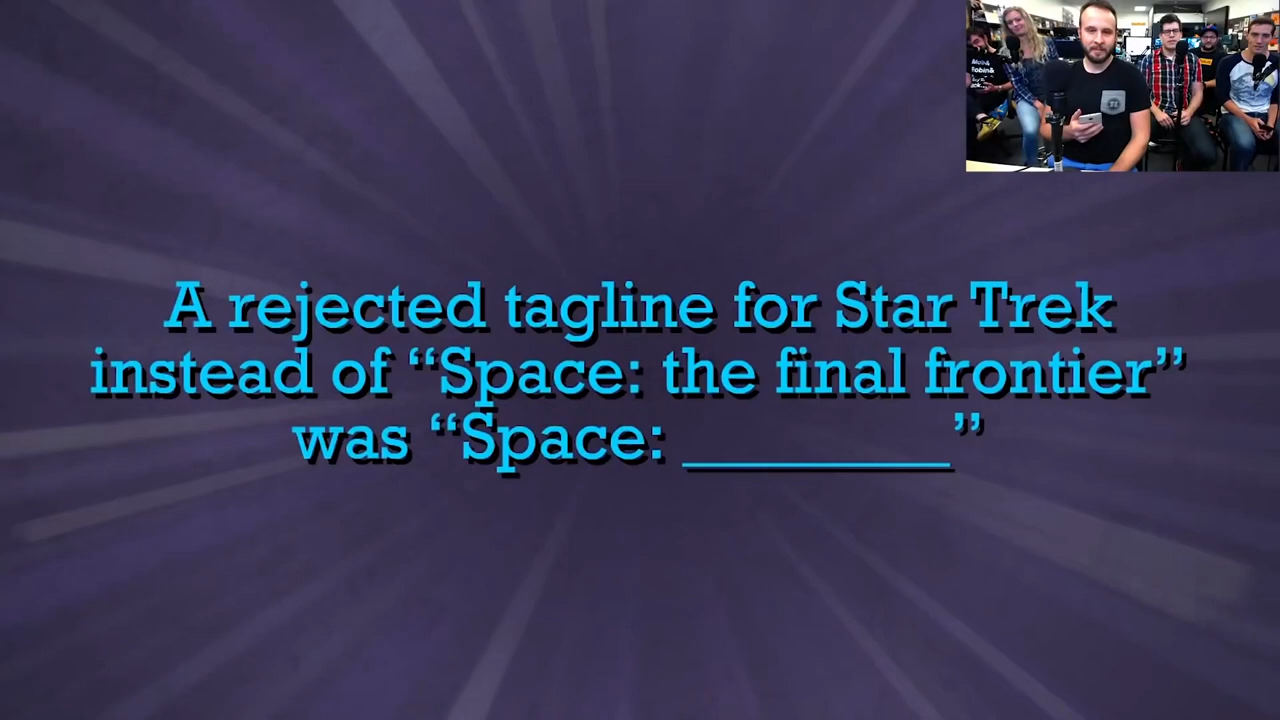 A rejected tagline for Star Trek
instead of “Space: the final frontier”
was “Space: _________”